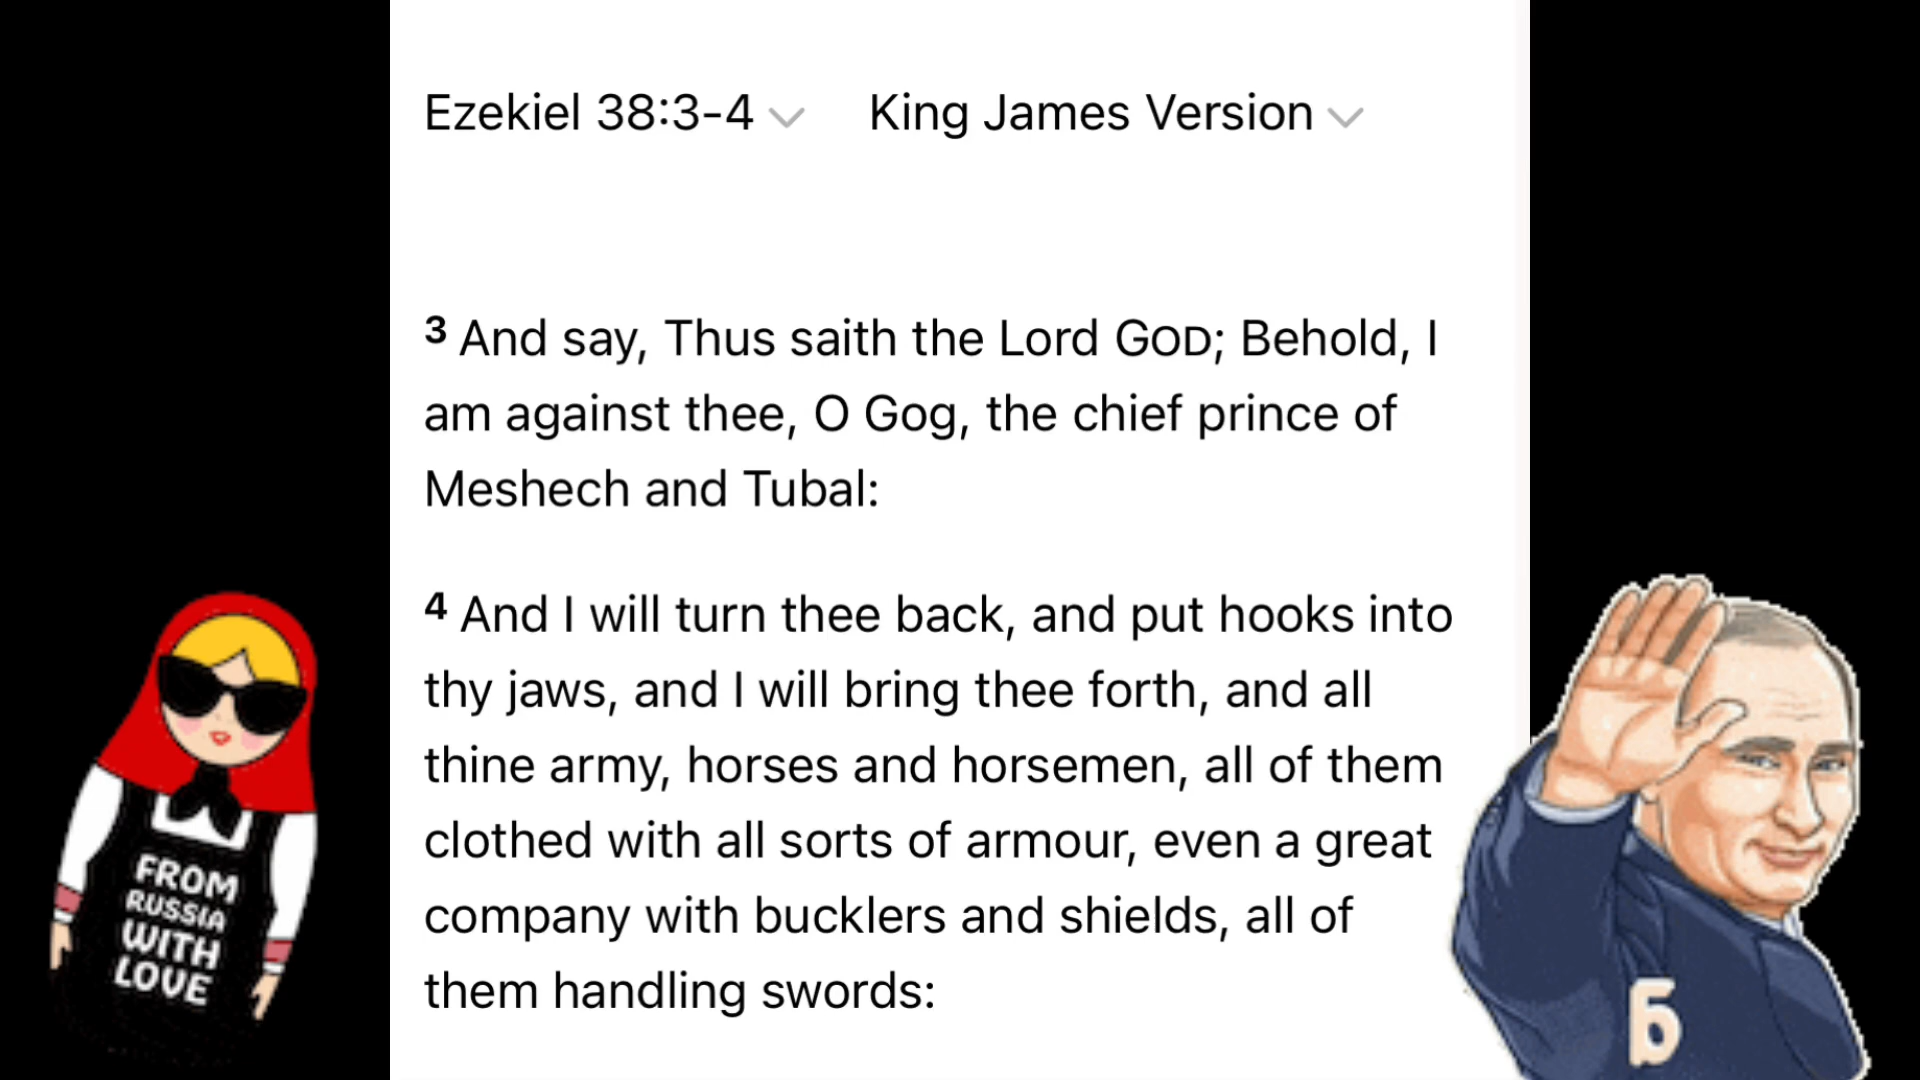 Ezekiel 38:3-4 King James Version
3 And say, Thus saith the Lord GOD; Behold, I
am against thee, O Gog, the chief prince of
Meshech and Tubal:
4 And I will turn thee back, and put hooks into
thy jaws, and I will bring thee forth, and all
thine army, horses and horsemen, all of them
clothed with all sorts of armour, even a great
company with bucklers and shields, all of
them handling swords:
FROM
RUSSIA
WITH
LOVE
Б